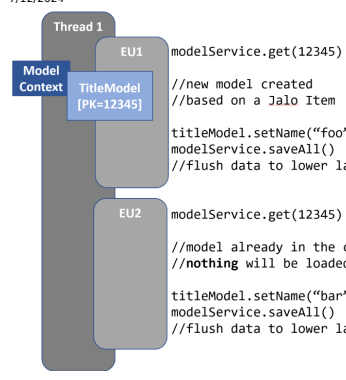 7/12/2024
Thread 1
EU1
modelService.get(12345)
Model
Context
TitleModel
[PK=12345]
//new model created
//based on a Jalo Item
titleModel.setName(“foo”
modelService.saveAll()
//flush data to lower la
EU2
modelService.get(12345)
//model already in the c
//nothing will be loaded
titleModel.setName(“bar”
modelService.saveAll()
//flush data to lower la